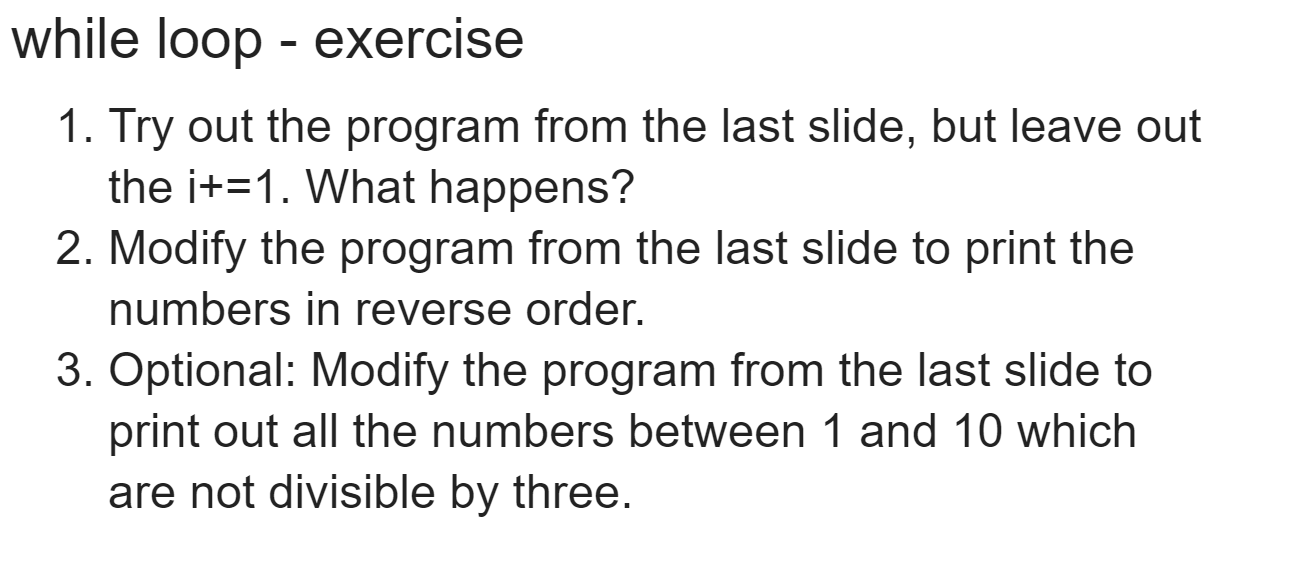 while loop - exercise
1. Try out the program from the last slide, but leave out
the i+=1. What happens?
2. Modify the program from the last slide to print the
numbers in reverse order.
3. Optional: Modify the program from the last slide to
print out all the numbers between 1 and 10 which
are not divisible by three.